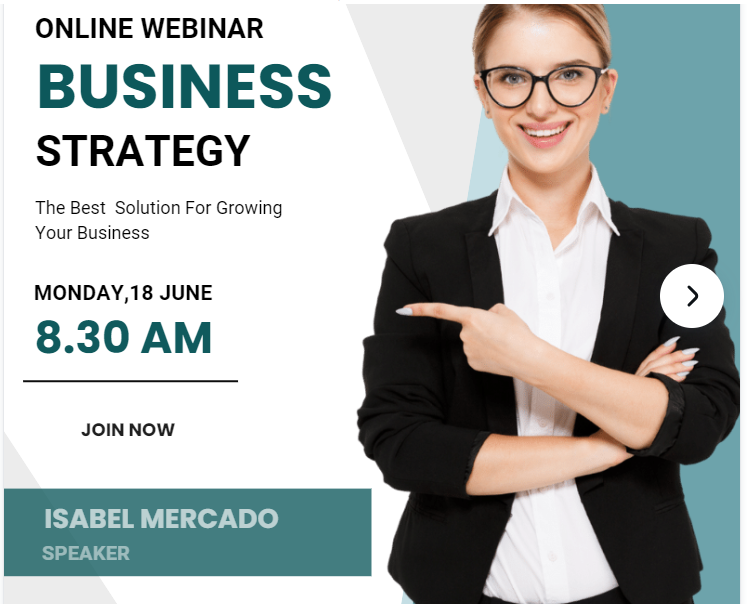 ONLINE WEBINAR
BUSINESS
STRATEGY
The Best  Solution For Growing
Your Business
MONDAY,18 JUNE
8.30 AM
JOIN NOW
ISABEL MERCADO
SPEAKER